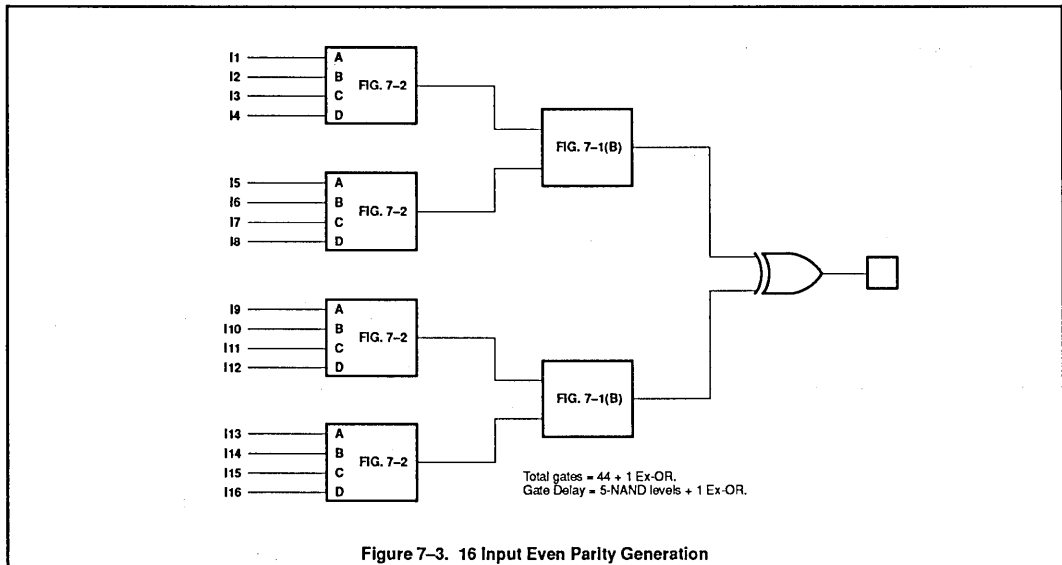 I1
I2
I3
I4
A
B
C
D
FIG. 7–2
I5
I6
I7
I8
A
B
C
D
FIG. 7–2
FIG. 7–1(B)
I9
I10
I11
I12
A
B
C
D
FIG. 7–2
I13
I14
I15
I16
A
B
C
D
FIG. 7–2
FIG. 7–1(B)
Total gates = 44 + 1 Ex-OR.
Gate Delay = 5-NAND levels + 1 Ex-OR.
Figure 7–3. 16 Input Even Parity Generation